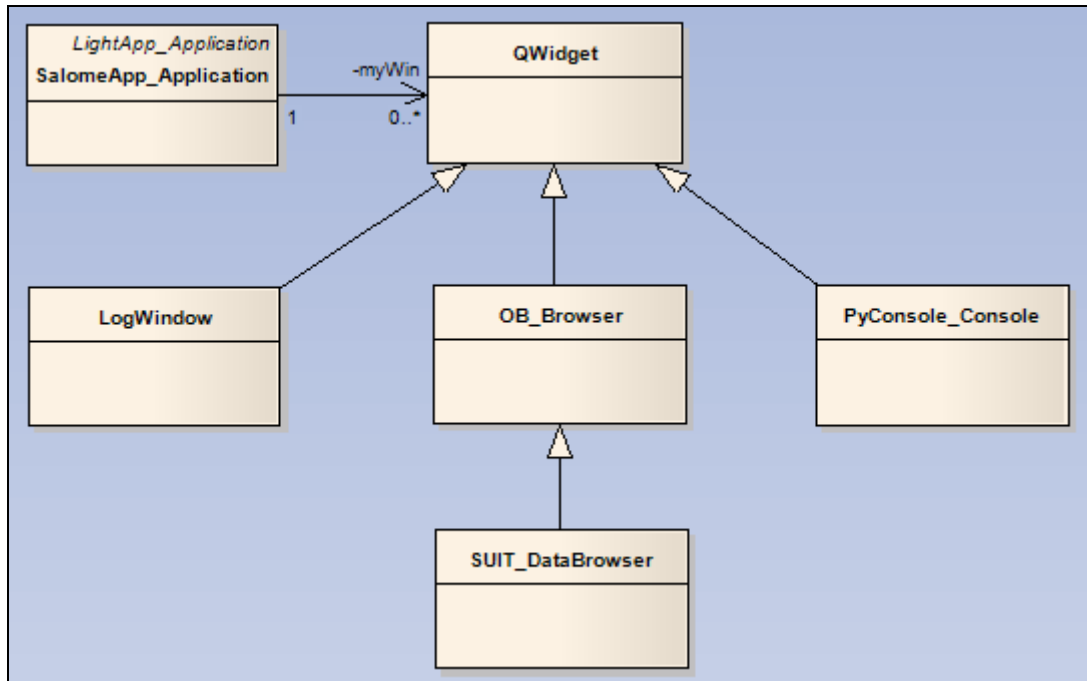 LightApp_Application
SalomeApp_Application
QWidget
-myWin
1
0..*
LogWindow
OB_Browser
PyConsole_Console
SUIT_DataBrowser